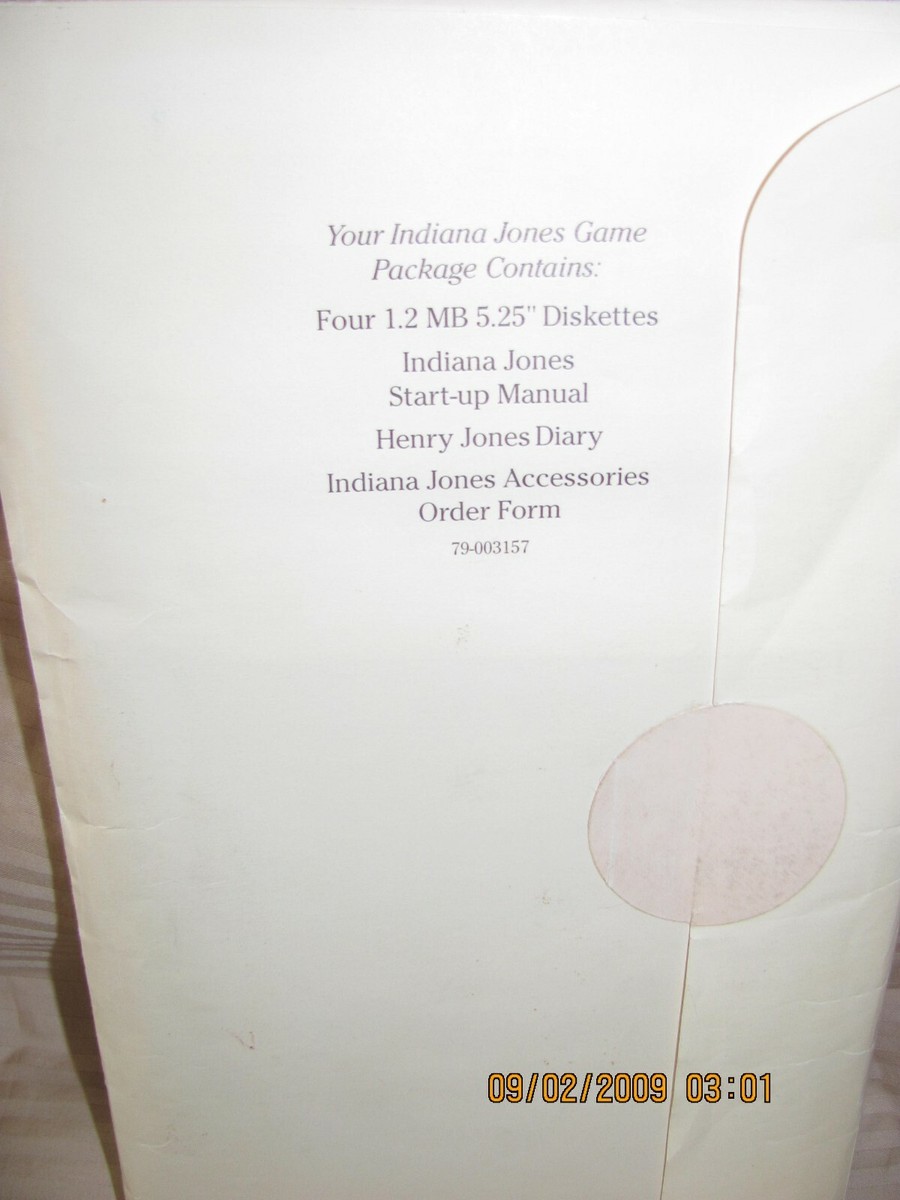 Your Indiana Jones Game
Package Contains:
Four 1.2 MB 5.25" Diskettes
Indiana Jones
Start-up Manual
Henry Jones Diary
Indiana Jones Accessories
Order Form
79-003157
09/02/2009 03:01